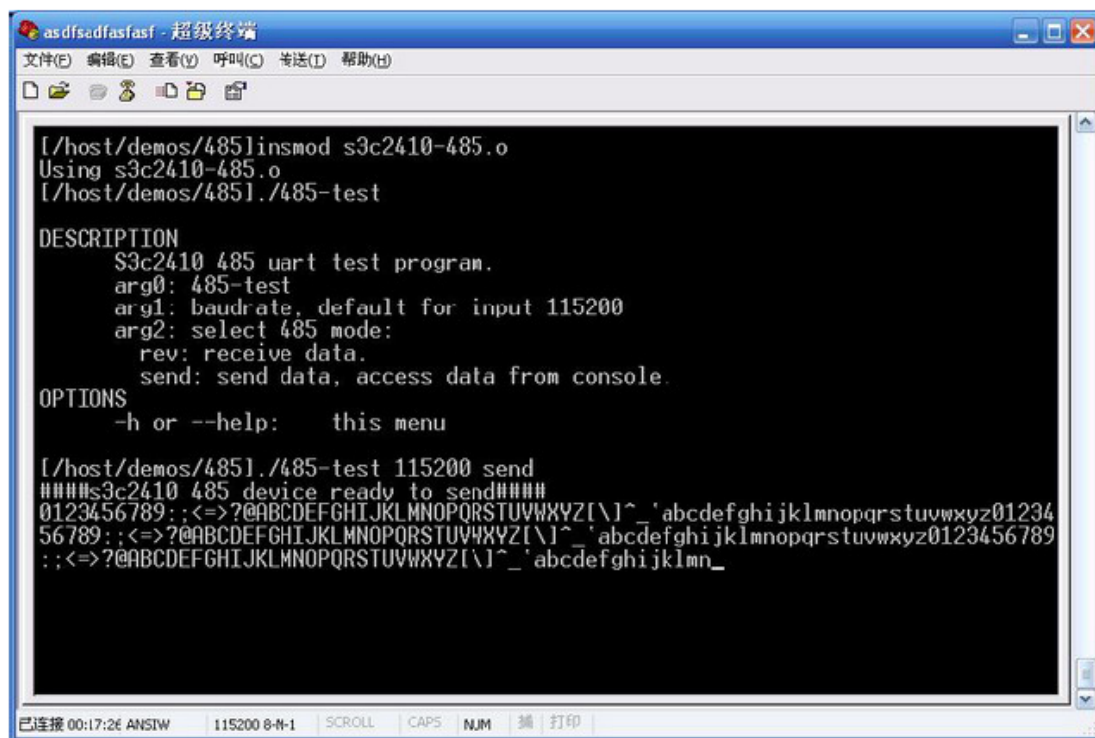 asdfsadfasfasf - 超级终端
文件(F) 编辑(E) 查看(V) 呼叫(C) 传送(T) 帮助(H)
[/host/demos/485]insmod s3c2410-485.o
Using s3c2410-485.o
[/host/demos/485]./485-test
DESCRIPTION
S3c2410 485 uart test program.
arg0: 485-test
arg1: baudrate, default for input 115200
arg2: select 485 mode:
rev: receive data.
send: send data, access data from console.
OPTIONS
-h or --help: this menu
[/host/demos/485]./485-test 115200 send
####s3c2410 485 device ready to send####
0123456789:;<=>?@ABCDEFGHIJKLMNOPQRSTUVWXYZ[\]^_`abcdefghijklmnopqrstuvwxyz01234
56789:;<=>?@ABCDEFGHIJKLMNOPQRSTUVWXYZ[\]^_`abcdefghijklmnopqrstuvwxyz0123456789
:;<=>?@ABCDEFGHIJKLMNOPQRSTUVWXYZ[\]^_`abcdefghijklmn_
已连接 00:17:26 ANSIW 115200 8-N-1 SCROLL CAPS NUM 捕 打印